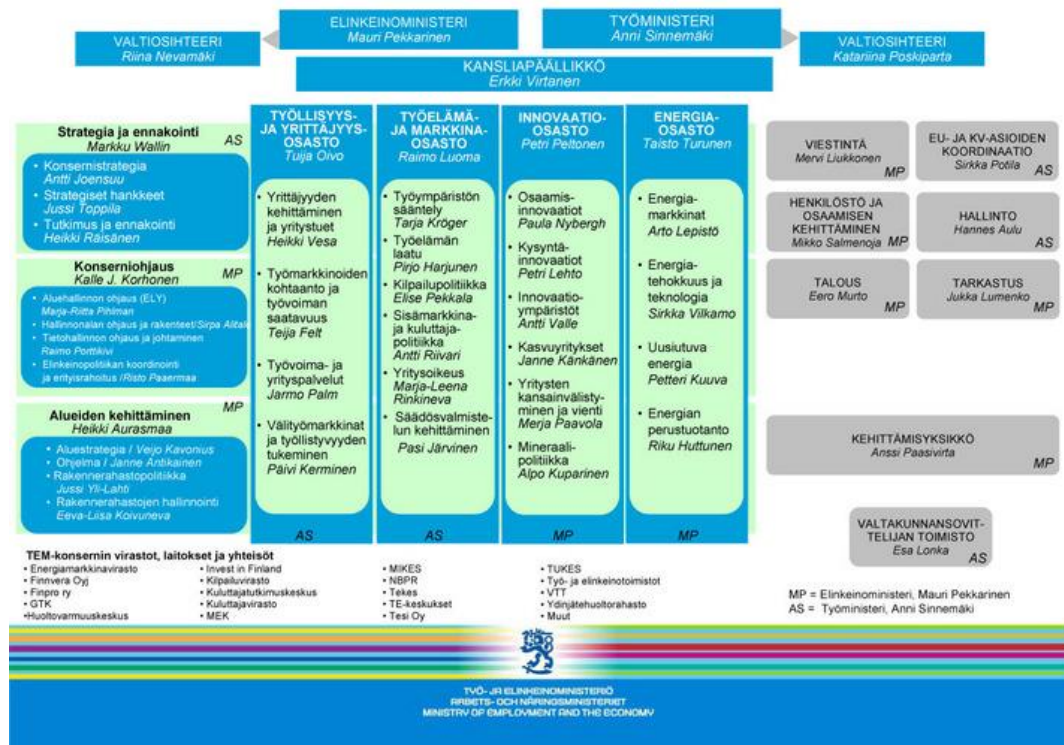 ELINKEINOMINISTERI
Mauri Pekkarinen
TYÖMINISTERI
Anni Sinnemäki
VALTIOSIHTEERI
Riina Nevamäki
VALTIOSIHTEERI
Katariina Poskiparta
KANSLIAPÄÄLLIKKÖ
Erkki Virtanen
Strategia ja ennakointi
Markku Wallin
AS
• Konsernistrategia
Antti Joensuu
• Strategiset hankkeet
Jussi Toppila
• Tutkimus ja ennakointi
Heikki Räisänen
Konserniohjaus
Kalle J. Korhonen
MP
• Aluehallinnon ohjaus (ELY)
Marja-Riitta Pihlman
• Hallinnonalan ohjaus ja rakenteet/Sirpa Alitalo
• Tietohallinnon ohjaus ja johtaminen
Raimo Porttikivi
• Elinkeinopolitiikan koordinointi
ja erityisrahoitus /Risto Paaermaa
Alueiden kehittäminen
Heikki Aurasmaa
MP
• Aluestrategia / Veijo Kavonius
• Ohjelma / Janne Antikainen
• Rakennerahastopolitiikka
Jussi Yli-Lahti
• Rakennerahastojen hallinnointi
Eeva-Liisa Koivuneva
TYÖLLISYYS-
JA YRITTÄJYYS-
OSASTO
Tuija Oivo
• Yrittäjyyden
kehittäminen
ja yritystuet
Heikki Vesa
• Työmarkkinoiden
kohtaanto ja
työvoiman
saatavuus
Teija Felt
• Työvoima- ja
yrityspalvelut
Jarmo Palm
• Välityömarkkinat
ja työllistyvyyden
tukeminen
Päivi Kerminen
AS
TYÖELÄMÄ-
JA MARKKINA-
OSASTO
Raimo Luoma
• Työympäristön
sääntely
Tarja Kröger
• Työelämän
laatu
Pirjo Harjunen
• Kilpailupolitiikka
Elise Pekkala
• Sisämarkkina-
ja kuluttaja-
politiikka
Antti Riivari
• Yritysoikeus
Marja-Leena
Rinkineva
• Säädösvalmiste-
lun kehittäminen
Pasi Järvinen
AS
INNOVAATIO-
OSASTO
Petri Peltonen
• Osaamis-
innovaatiot
Paula Nybergh
• Kysyntä-
innovaatiot
Petri Lehto
• Innovaatio-
ympäristöt
Antti Valle
• Kasvuyritykset
Janne Känkänen
• Yritysten
kansainvälisty-
minen ja vienti
Merja Paavola
• Mineraali-
politiikka
Alpo Kuparinen
MP
ENERGIA-
OSASTO
Taisto Turunen
• Energia-
markkinat
Arto Lepistö
• Energia-
tehokkuus ja
teknologia
Sirkka Vilkamo
• Uusiutuva
energia
Petteri Kuuva
• Energian
perustuotanto
Riku Huttunen
MP
VIESTINTÄ
Mervi Liukkonen
MP
EU- JA KV-ASIOIDEN
KOORDINAATIO
Sirkka Potila
AS
HENKILÖSTÖ JA
OSAAMISEN
KEHITTÄMINEN
Mikko Salmenoja MP
HALLINTO
Hannes Aulu
AS
TALOUS
Eero Murto
MP
TARKASTUS
Jukka Lumenko
MP
KEHITTÄMISYKSIKKÖ
Anssi Paasivirta
MP
VALTAKUNNANSOVIT-
TELIJAN TOIMISTO
Esa Lonka
AS
TEM-konsernin virastot, laitokset ja yhteisöt
• Energiamarkkinavirasto
• Finnvera Oyj
• Finpro ry
• GTK
•Huoltovarmuuskeskus
• Invest in Finland
• Kilpailuvirasto
• Kuluttajatutkimuskeskus
• Kuluttajavirasto
• MEK
• MIKES
• NBPR
• Tekes
• TE-keskukset
• Tesi Oy
• TUKES
• Työ- ja elinkeinotoimistot
• VTT
• Ydinjätehuoltorahasto
• Muut
MP = Elinkeinoministeri, Mauri Pekkarinen
AS = Työministeri, Anni Sinnemäki
TYÖ- JA ELINKEINOMINISTERIÖ
ARBETS- OCH NÄRINGSMINISTERIET
MINISTRY OF EMPLOYMENT AND THE ECONOMY